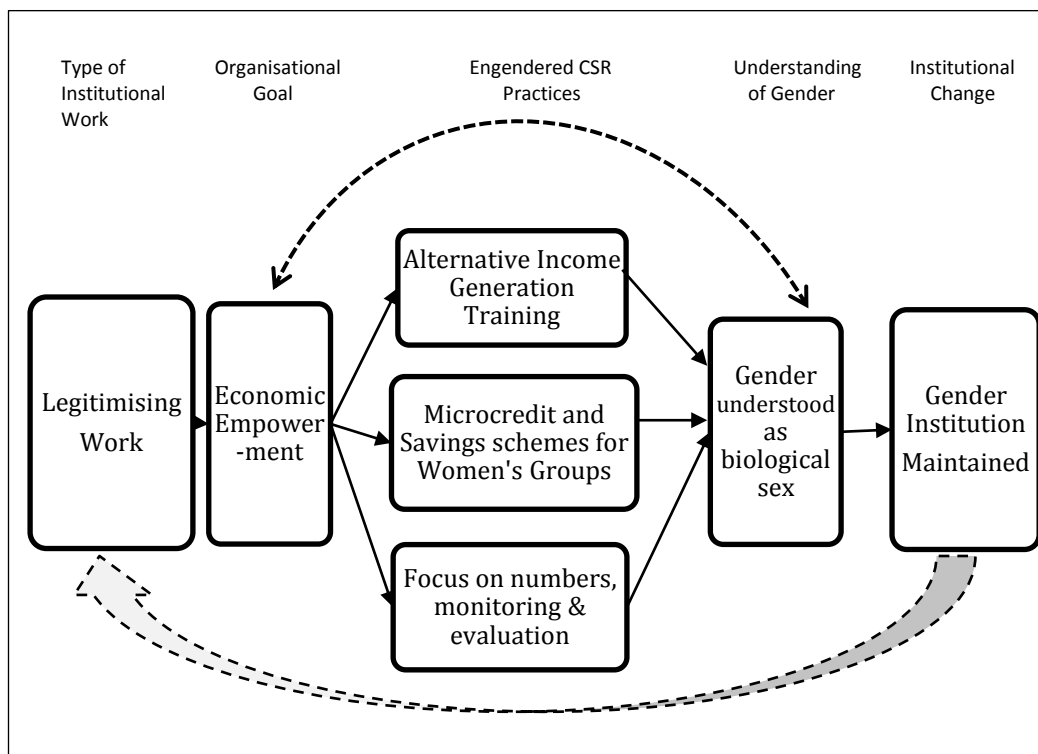 Type of
Institutional
Work
Organisational
Goal
Engendered CSR
Practices
Understanding
of Gender
Institutional
Change
Legitimising
Work
Economic
Empower
-ment
Alternative Income
Generation
Training
Microcredit and
Savings schemes for
Women's Groups
Focus on numbers,
monitoring &
evaluation
Gender
understood
as
biological
sex
Gender
Institution
Maintained